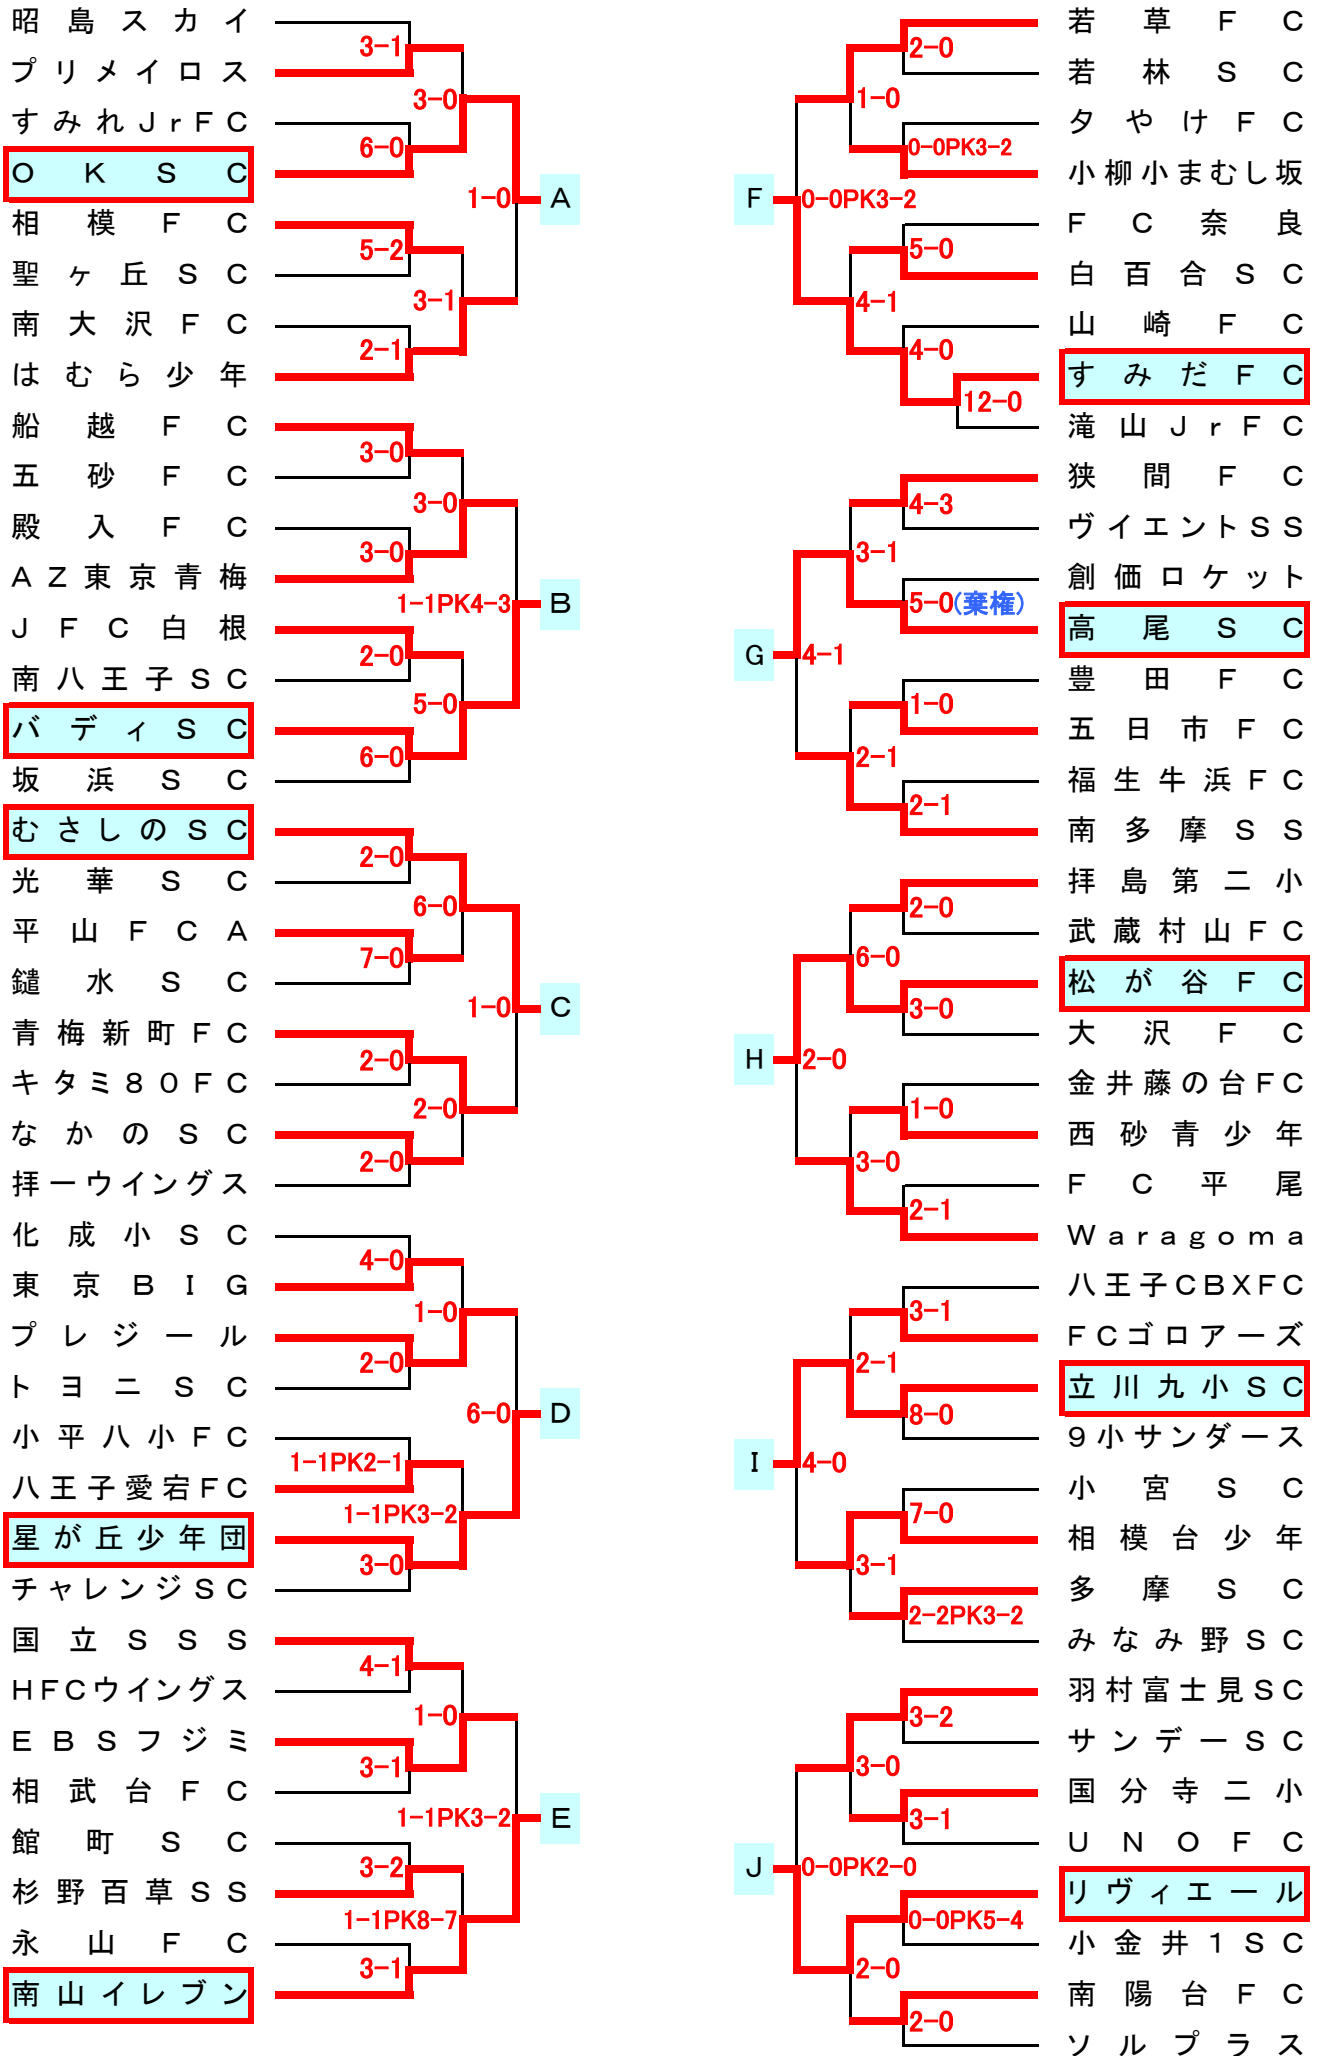 昭島スカイ
プリメイロス
3-1
すみれJrFC
3-0
OKSC
6-0
1-0
A
相模FC
聖ヶ丘SC
5-2
南大沢FC
3-1
はむら少年
2-1
船越FC
五砂FC
3-0
殿入FC
3-0
AZ東京青梅
3-0
1-1PK4-3
B
JFC白根
南八王子SC
2-0
バディSC
5-0
坂浜SC
6-0
むさしのSC
光華SC
2-0
平山FCA
6-0
鑓水SC
7-0
1-0
C
青梅新町FC
キタミ80FC
2-0
なかのSC
2-0
拝一ウイングス
2-0
化成小SC
東京BIG
4-0
プレジール
1-0
トヨニSC
2-0
6-0
D
小平八小FC
八王子愛宕FC
1-1PK2-1
星が丘少年団
1-1PK3-2
チャレンジSC
3-0
国立SSS
HFCウイングス
4-1
EBSフジミ
1-0
相武台FC
3-1
1-1PK3-2
E
館町SC
杉野百草SS
3-2
永山FC
1-1PK8-7
南山イレブン
3-1
若草FC
2-0
若林SC
1-0
夕やけFC
0-0PK3-2
小柳小まむし坂
F
0-0PK3-2
FC奈良
5-0
白百合SC
4-1
山崎FC
4-0
すみだFC
12-0
滝山JrFC
狭間FC
4-3
ヴイエントSS
3-1
創価ロケット
5-0(棄権)
高尾SC
G
4-1
豊田FC
1-0
五日市FC
2-1
福生牛浜FC
2-1
南多摩SS
拝島第二小
2-0
武蔵村山FC
6-0
松が谷FC
3-0
大沢FC
H
2-0
金井藤の台FC
1-0
西砂青少年
3-0
FC平尾
2-1
Waragoma
八王子CBXFC
3-1
FCゴロアーズ
2-1
立川九小SC
8-0
9小サンダース
I
4-0
小宮SC
7-0
相模台少年
3-1
多摩SC
2-2PK3-2
みなみ野SC
羽村富士見SC
3-2
サンデーSC
3-0
国分寺二小
3-1
UNOFC
J
0-0PK2-0
リヴィエール
0-0PK5-4
小金井1SC
2-0
南陽台FC
2-0
ソルプラス